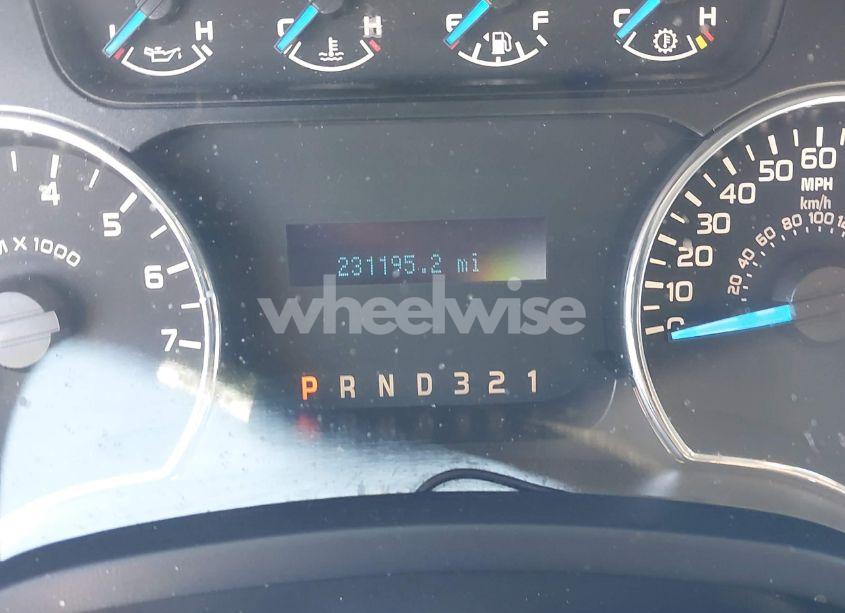 L H C H E F C H
4 5 6 7
M X 1000
231195.2 mi
wheelwise
P R N D 3 2 1
0 10 20 30 40 50 60
MPH
km/h
20 40 60 80 100 14